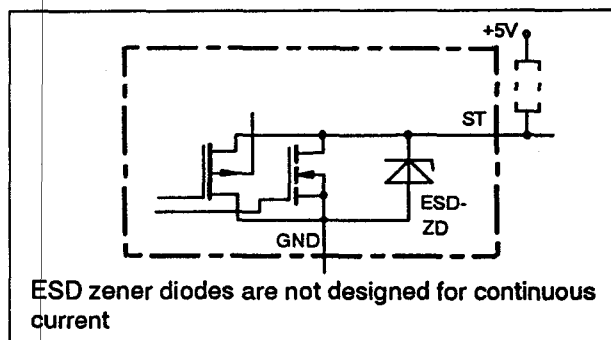 +5V
ST
ESD-
ZD
GND
ESD zener diodes are not designed for continuous
current